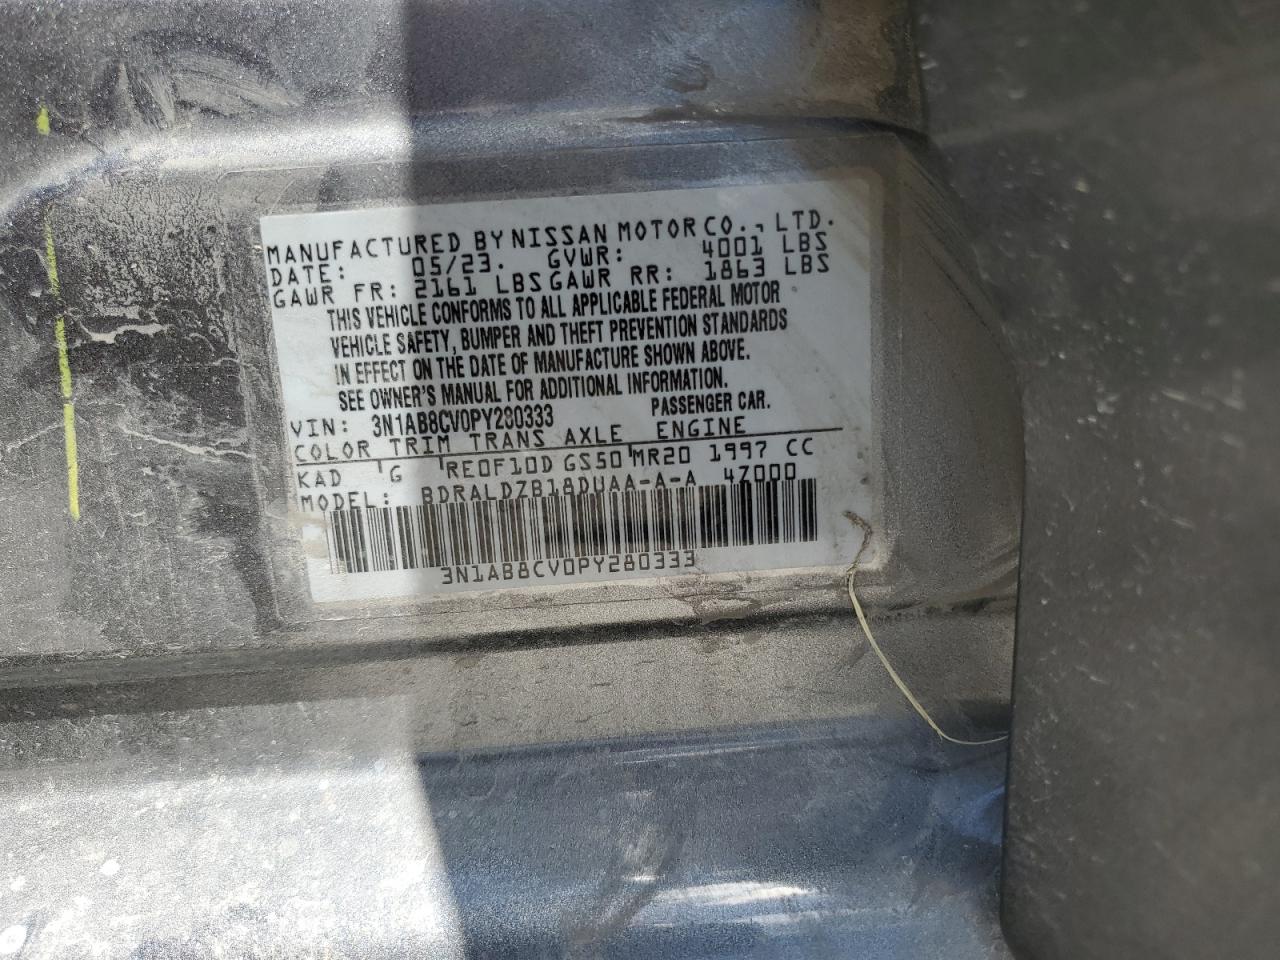 MANUFACTURED BY NISSAN MOTOR CO., LTD.
DATE: 05/23. GVWR: 4001 LBS
GAWR FR: 2161 LBS GAWR RR: 1863 LBS
THIS VEHICLE CONFORMS TO ALL APPLICABLE FEDERAL MOTOR
VEHICLE SAFETY, BUMPER AND THEFT PREVENTION STANDARDS
IN EFFECT ON THE DATE OF MANUFACTURE SHOWN ABOVE.
SEE OWNER'S MANUAL FOR ADDITIONAL INFORMATION.
VIN: 3N1AB8CV0PY280333 PASSENGER CAR.
COLOR TRIM TRANS AXLE ENGINE
KAD G RE0F10D GS50 MR20 1997 CC
MODEL: BDRALDZB18DUAA-A-A 47000
3N1AB8CV0PY280333